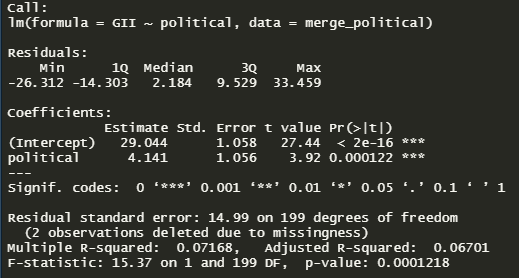 Call:
lm(formula = GII ~ political, data = merge_political)
Residuals:
    Min      1Q  Median      3Q     Max
-26.312 -14.303   2.184   9.529  33.459
Coefficients:
            Estimate Std. Error t value Pr(>|t|)
(Intercept)   29.044      1.058   27.44  < 2e-16 ***
political      4.141      1.056    3.92 0.000122 ***
---
Signif. codes:  0 ‘***’ 0.001 ‘**’ 0.01 ‘*’ 0.05 ‘.’ 0.1 ‘ ’ 1
Residual standard error: 14.99 on 199 degrees of freedom
  (2 observations deleted due to missingness)
Multiple R-squared:  0.07168,	Adjusted R-squared:  0.06701
F-statistic: 15.37 on 1 and 199 DF,  p-value: 0.0001218